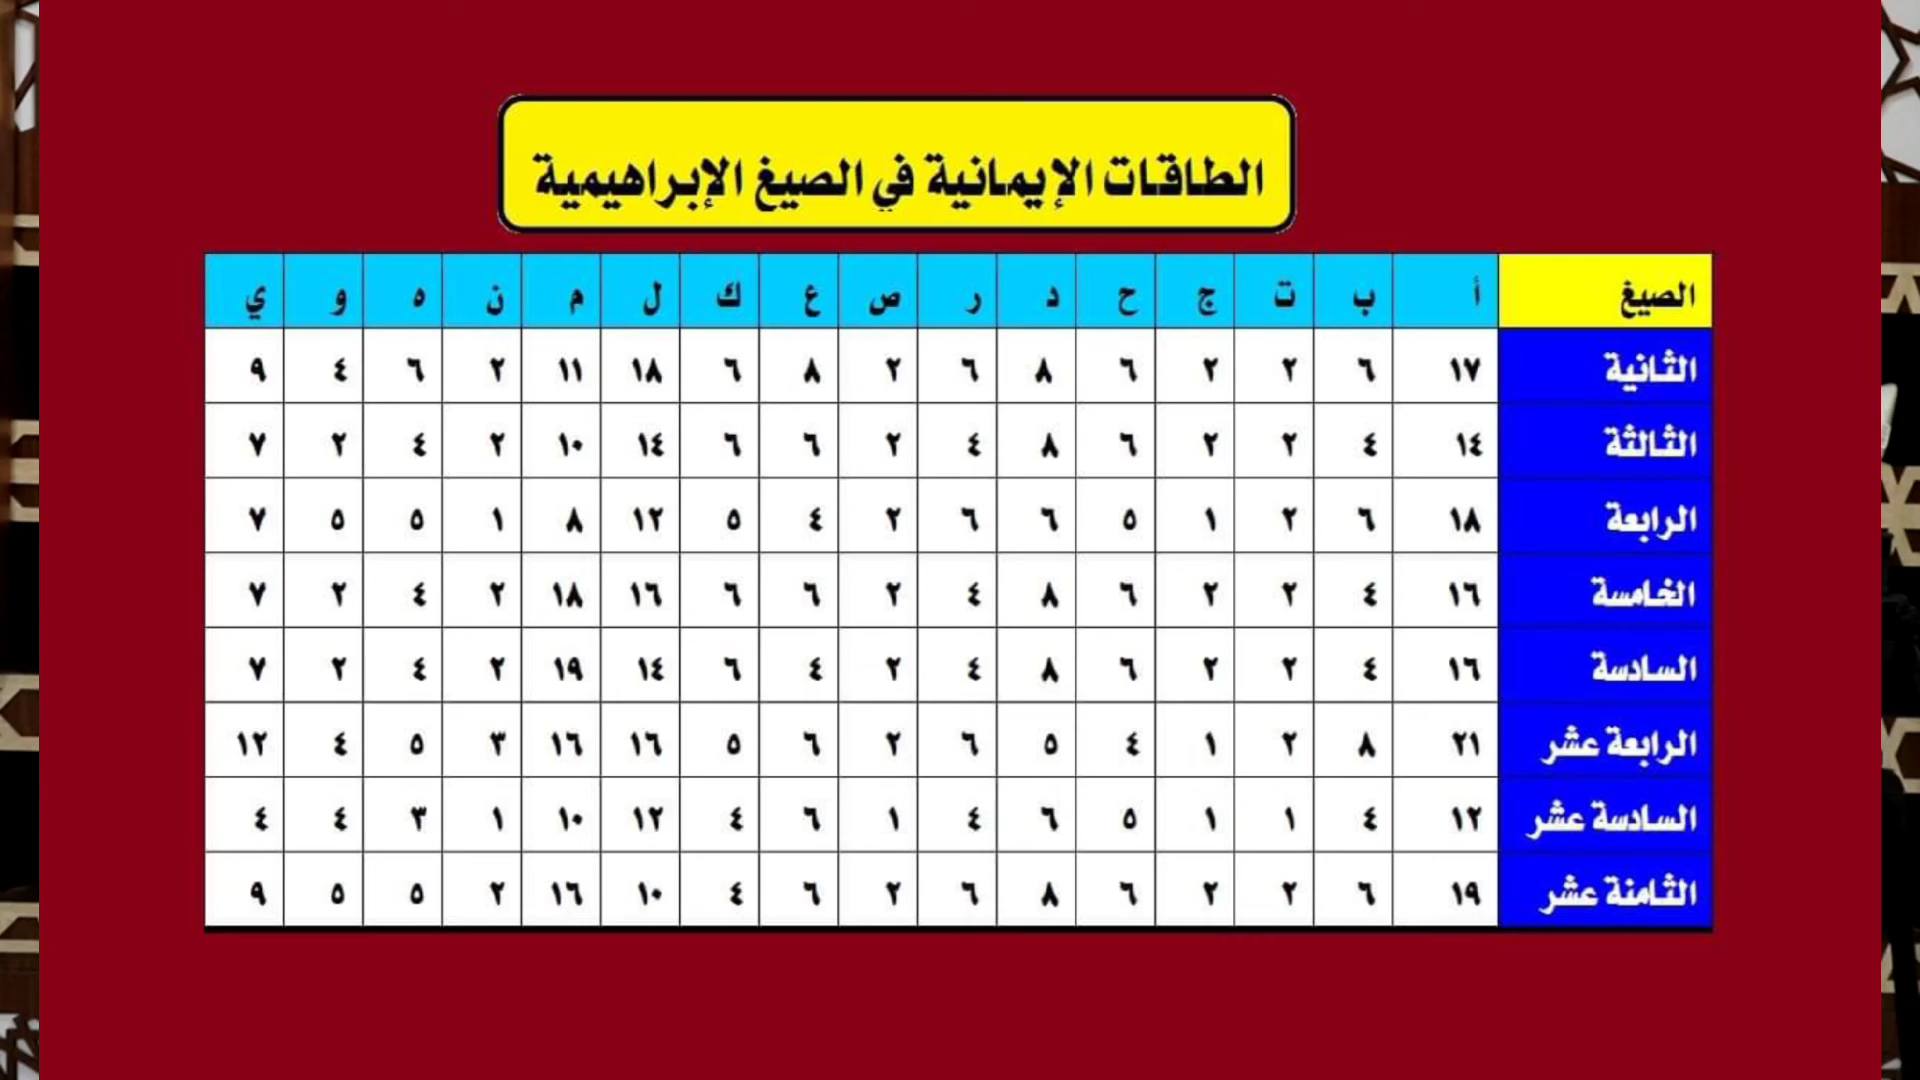 الطاقات الإيمانية في الصيغ الإبراهيمية
الصيغ أ ب ت ج ح د ر ص ع ك ل م ن ه و ي
الثانية ١٧ ٦ ٢ ٢ ٦ ٨ ٦ ٢ ٨ ٦ ١٨ ١١ ٢ ٦ ٤ ٩
الثالثة ١٤ ٤ ٢ ٢ ٦ ٨ ٤ ٢ ٦ ٦ ١٤ ١٠ ٢ ٤ ٢ ٧
الرابعة ١٨ ٦ ٢ ١ ٥ ٦ ٦ ٢ ٤ ٥ ١٢ ٨ ١ ٥ ٥ ٧
الخامسة ١٦ ٤ ٢ ٢ ٦ ٨ ٤ ٢ ٦ ٦ ١٦ ١٨ ٢ ٤ ٢ ٧
السادسة ١٦ ٤ ٢ ٢ ٦ ٨ ٤ ٢ ٤ ٦ ١٤ ١٩ ٢ ٤ ٢ ٧
الرابعة عشر ٢١ ٨ ٢ ١ ٤ ٥ ٦ ٢ ٦ ٥ ١٦ ١٦ ٣ ٥ ٤ ١٢
السادسة عشر ١٢ ٤ ١ ١ ٥ ٦ ٤ ١ ٦ ٤ ١٢ ١٠ ١ ٣ ٤ ٤
الثامنة عشر ١٩ ٦ ٢ ٢ ٦ ٨ ٦ ٢ ٦ ٤ ١٠ ١٦ ٢ ٥ ٥ ٩